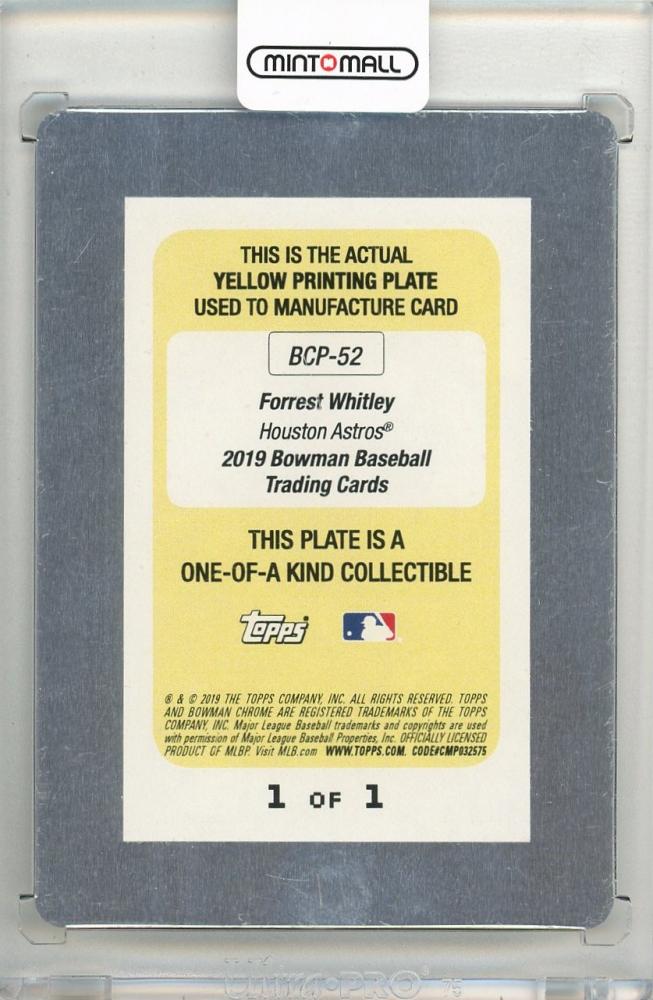 MINTMALL
THIS IS THE ACTUAL
YELLOW PRINTING PLATE
USED TO MANUFACTURE CARD
BCP-52
Forrest Whitley
Houston Astros®
2019 Bowman Baseball
Trading Cards
THIS PLATE IS A
ONE-OF-A KIND COLLECTIBLE
Topps
® & © 2019 THE TOPPS COMPANY, INC. ALL RIGHTS RESERVED. TOPPS
AND BOWMAN CHROME ARE REGISTERED TRADEMARKS OF THE TOPPS
COMPANY, INC. Major League Baseball trademarks and copyrights are used
with permission of Major League Baseball Properties, Inc. OFFICIALLY LICENSED
PRODUCT OF MLBP. Visit MLB.com WWW.TOPPS.COM. CODE#CMP032575
1 OF 1
Ultra·PRO® 75